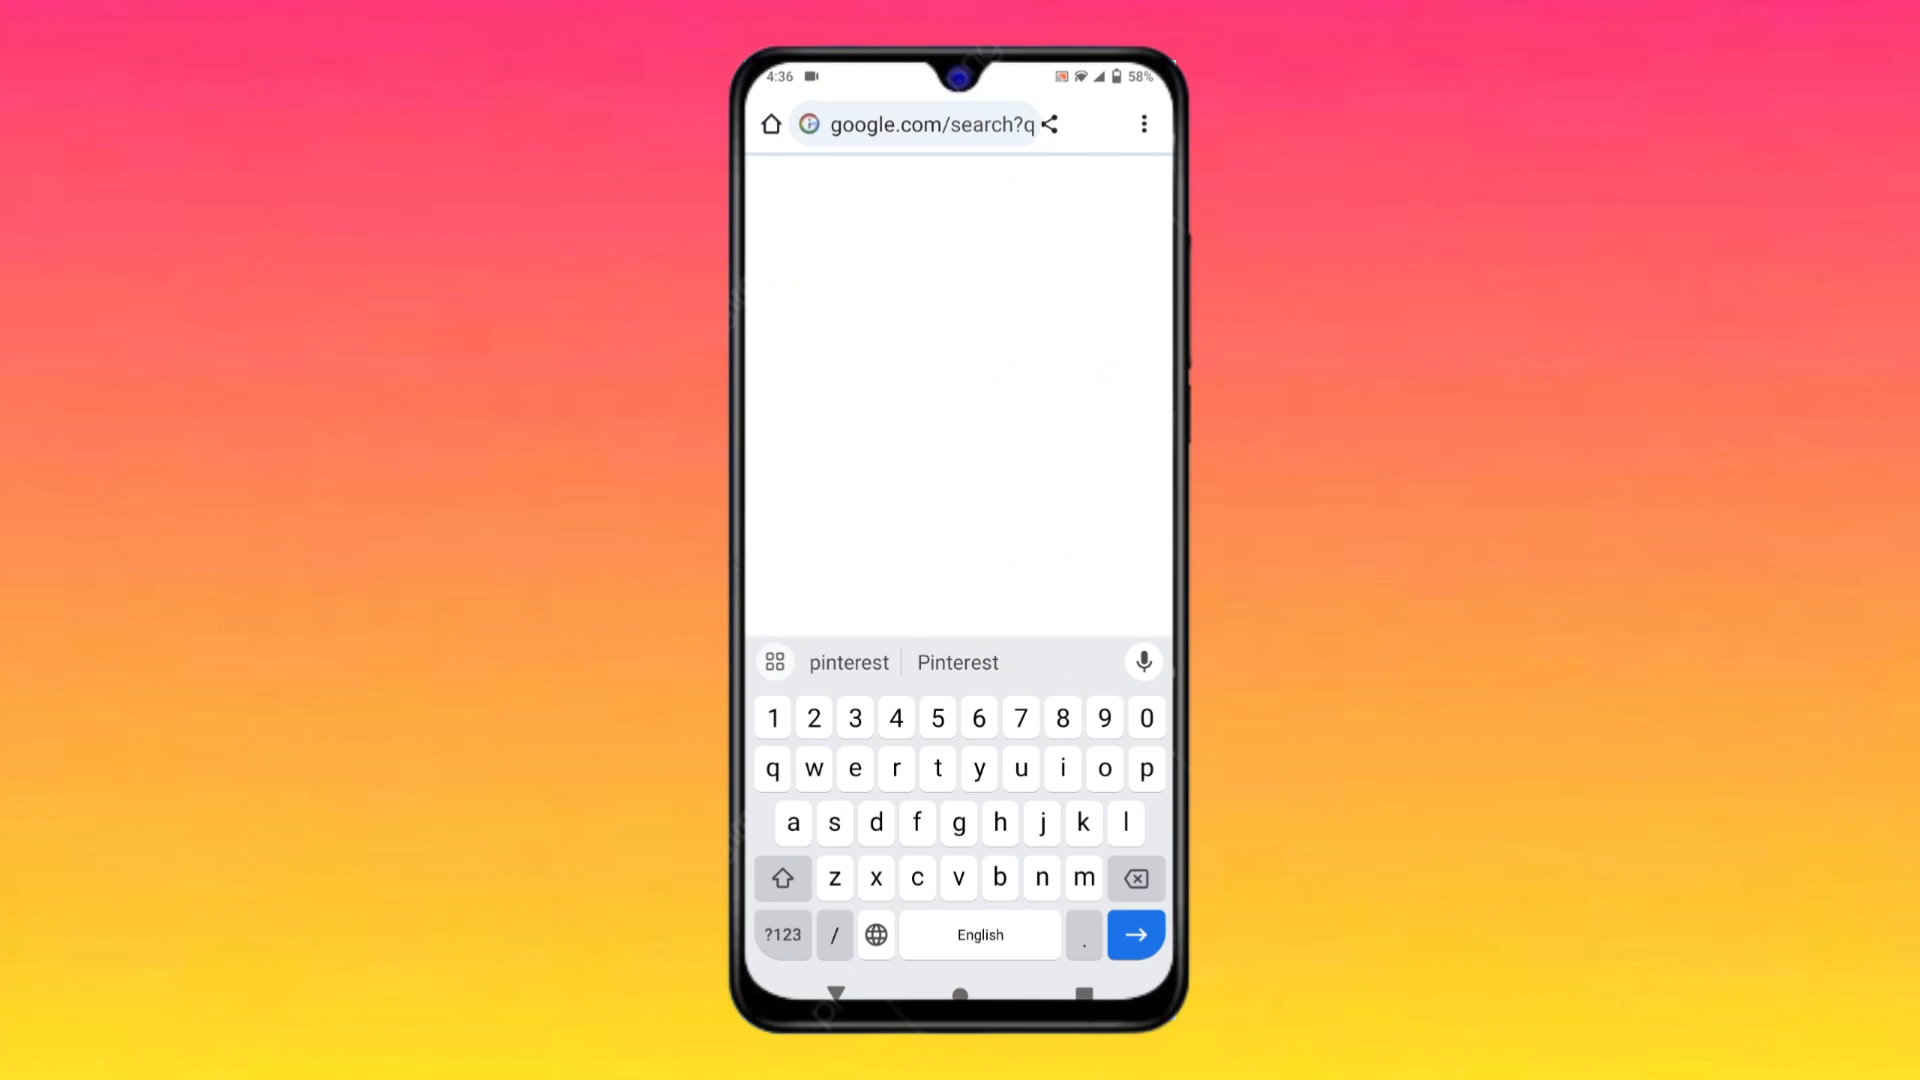 4:36 58%
google.com/search?q
pinterest Pinterest
1 2 3 4 5 6 7 8 9 0
q w e r t y u i o p
a s d f g h j k l
z x c v b n m
?123 / English .